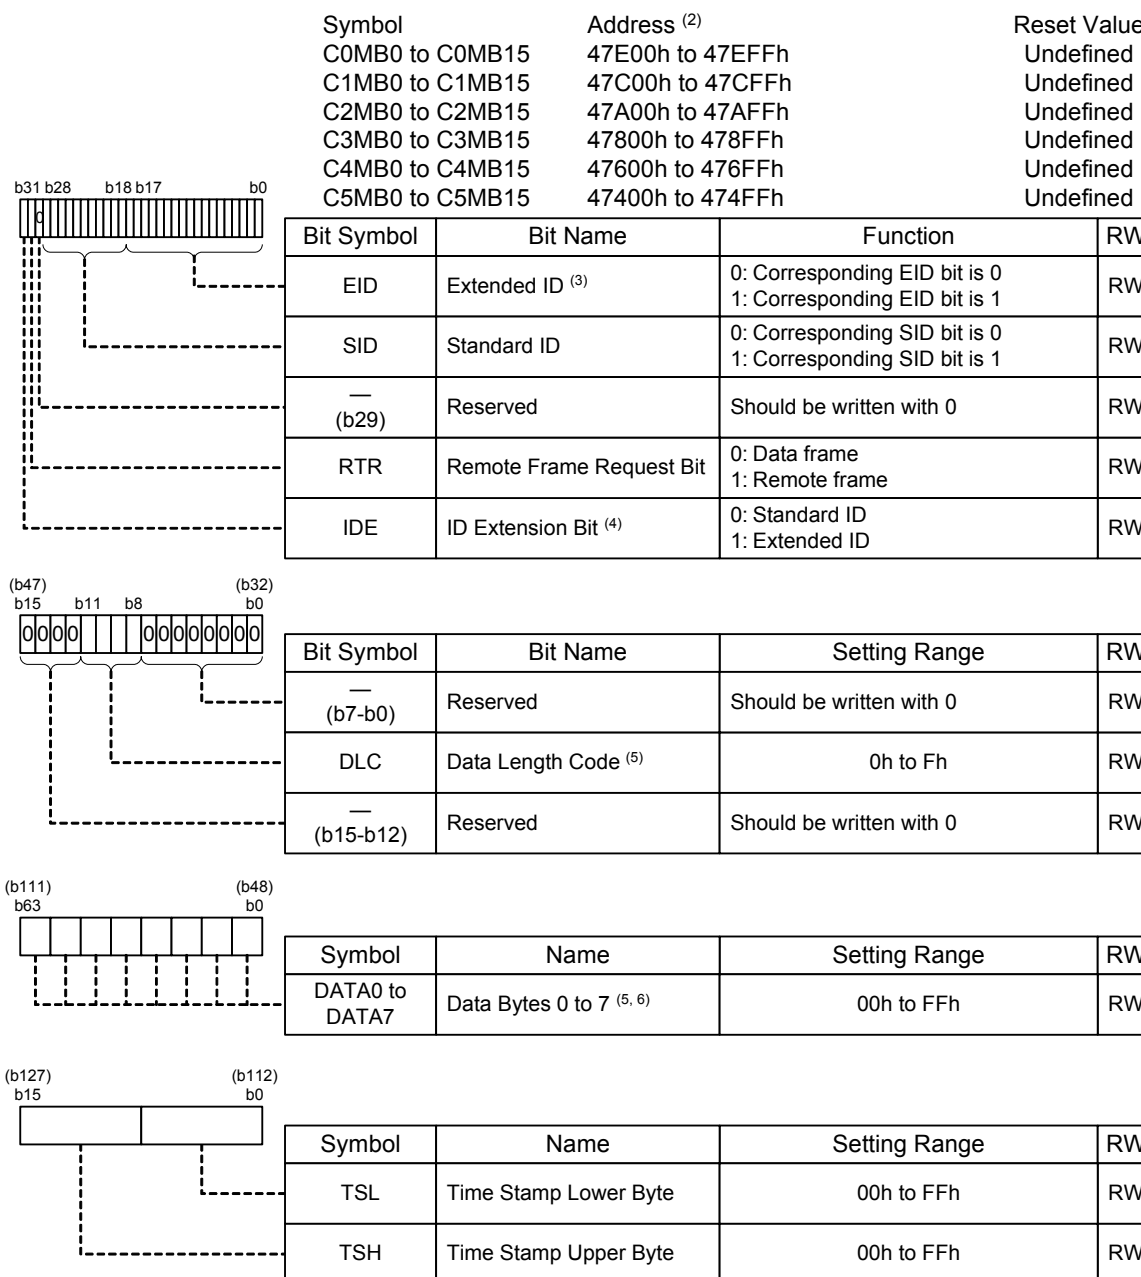 Symbol Address (2) Reset Value
C0MB0 to C0MB15 47E00h to 47EFFh Undefined
C1MB0 to C1MB15 47C00h to 47CFFh Undefined
C2MB0 to C2MB15 47A00h to 47AFFh Undefined
C3MB0 to C3MB15 47800h to 478FFh Undefined
C4MB0 to C4MB15 47600h to 476FFh Undefined
C5MB0 to C5MB15 47400h to 474FFh Undefined
b31 b28 b18 b17 b0
0
Bit Symbol Bit Name Function RW
EID Extended ID (3) 0: Corresponding EID bit is 0
1: Corresponding EID bit is 1 RW
SID Standard ID 0: Corresponding SID bit is 0
1: Corresponding SID bit is 1 RW
—
(b29) Reserved Should be written with 0 RW
RTR Remote Frame Request Bit 0: Data frame
1: Remote frame RW
IDE ID Extension Bit (4) 0: Standard ID
1: Extended ID RW
(b47) (b32)
b15 b11 b8 b0
0 0 0 0 0 0 0 0 0 0 0 0
Bit Symbol Bit Name Setting Range RW
—
(b7-b0) Reserved Should be written with 0 RW
DLC Data Length Code (5) 0h to Fh RW
—
(b15-b12) Reserved Should be written with 0 RW
(b111) (b48)
b63 b0
Symbol Name Setting Range RW
DATA0 to
DATA7 Data Bytes 0 to 7 (5, 6) 00h to FFh RW
(b127) (b112)
b15 b0
Symbol Name Setting Range RW
TSL Time Stamp Lower Byte 00h to FFh RW
TSH Time Stamp Upper Byte 00h to FFh RW